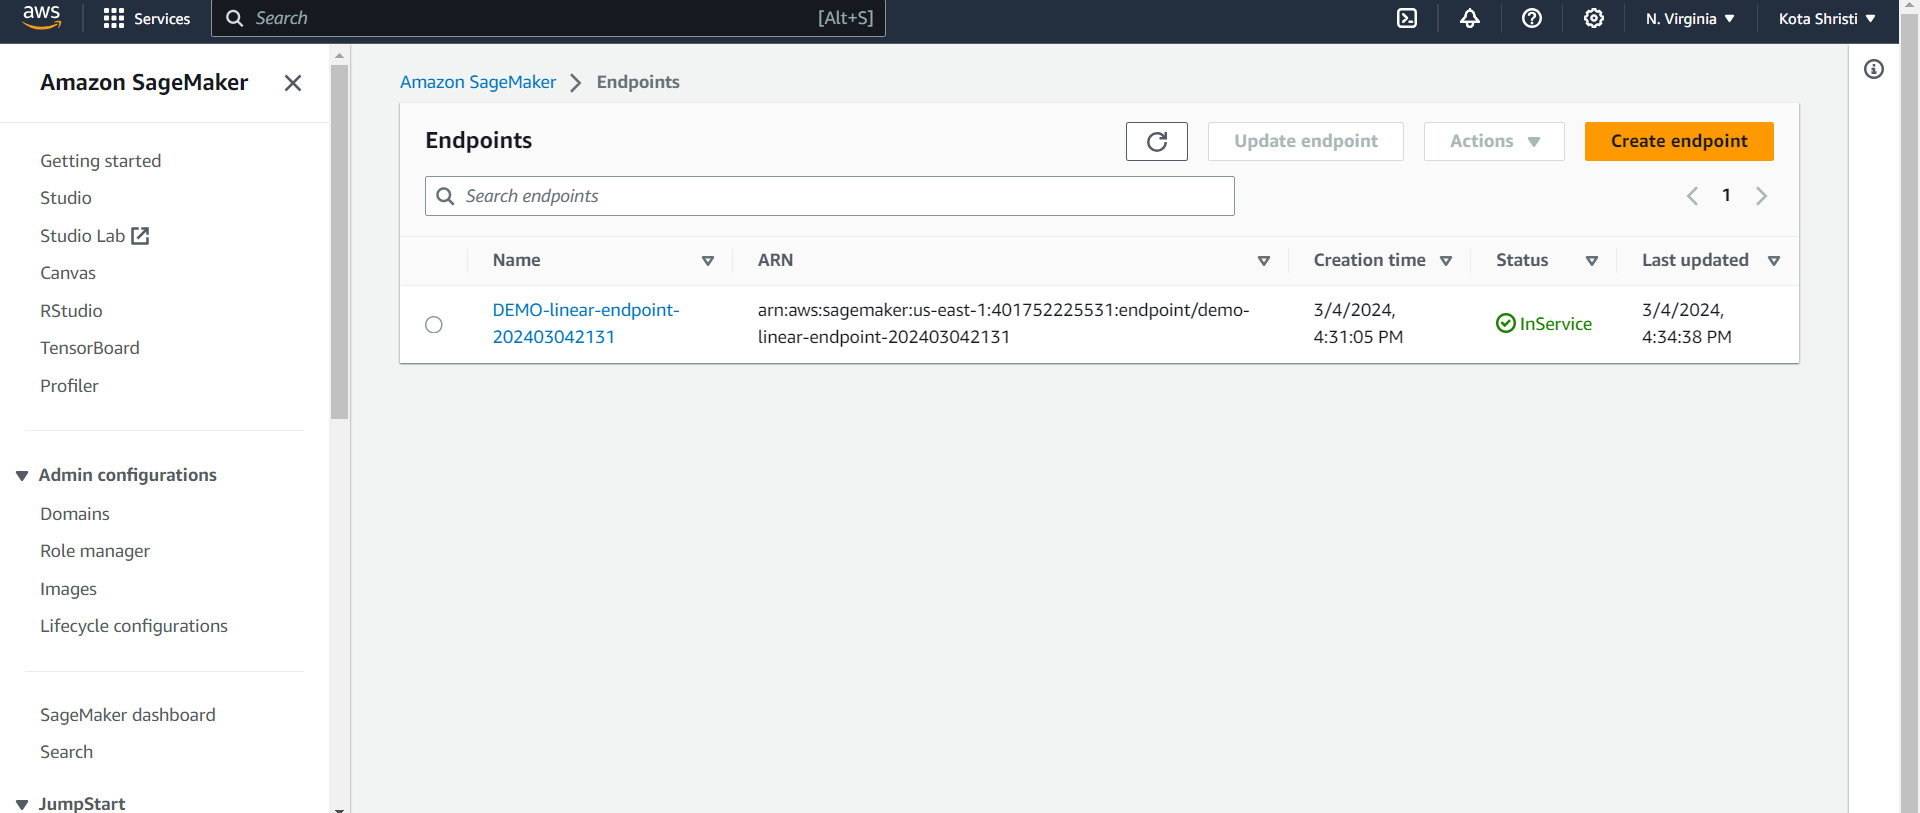 aws
Services
Search
[Alt+S]
N. Virginia
Kota Shristi
Amazon SageMaker
Getting started
Studio
Studio Lab
Canvas
RStudio
TensorBoard
Profiler
Admin configurations
Domains
Role manager
Images
Lifecycle configurations
SageMaker dashboard
Search
JumpStart
Amazon SageMaker
Endpoints
Endpoints
Update endpoint
Actions
Create endpoint
Search endpoints
1
Name
ARN
Creation time
Status
Last updated
DEMO-linear-endpoint-
202403042131
arn:aws:sagemaker:us-east-1:401752225531:endpoint/demo-
linear-endpoint-202403042131
3/4/2024,
4:31:05 PM
InService
3/4/2024,
4:34:38 PM